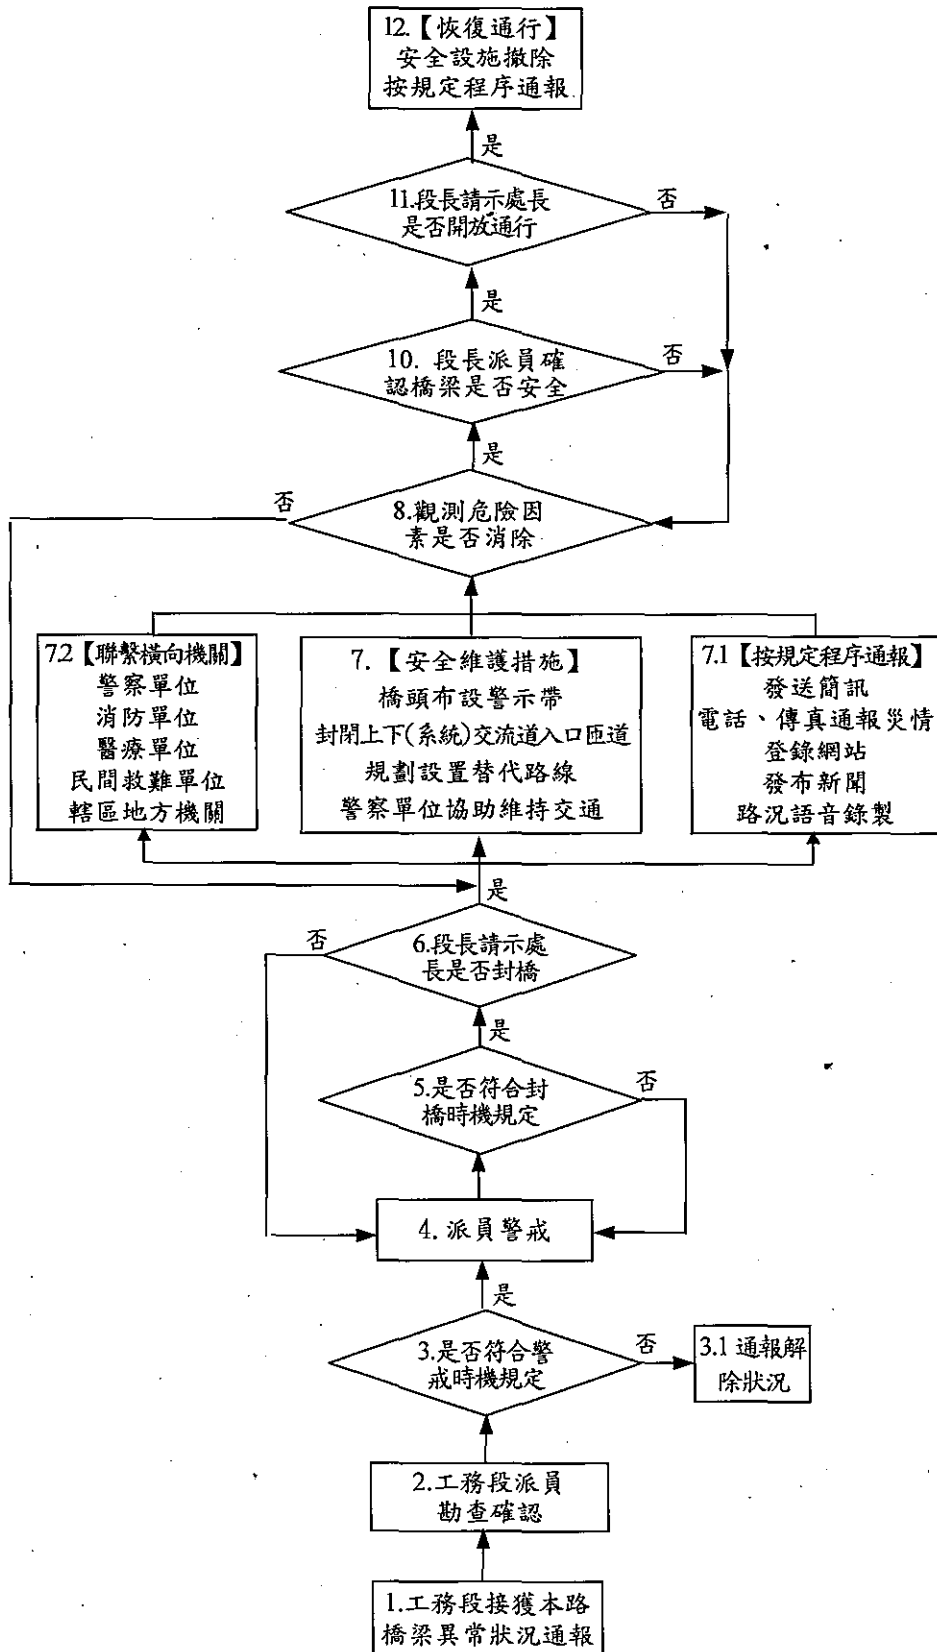 12.【恢復通行】
安全設施撤除
按規定程序通報
是
11.段長請示處長
是否開放通行
否
是
10. 段長派員確
認橋梁是否安全
否
是
否
8.觀測危險因
素是否消除
7.2【聯繫橫向機關】
警察單位
消防單位
醫療單位
民間救難單位
轄區地方機關
7.【安全維護措施】
橋頭布設警示帶
封閉上下(系統)交流道入口匝道
規劃設置替代路線
警察單位協助維持交通
7.1【按規定程序通報】
發送簡訊
電話、傳真通報災情
登錄網站
發布新聞
路況語音錄製
是
否
6.段長請示處
長是否封橋
是
5.是否符合封
橋時機規定
否
4.派員警戒
是
3.是否符合警
戒時機規定
否
3.1 通報解
除狀況
2.工務段派員
勘查確認
1.工務段接獲本路
橋梁異常狀況通報